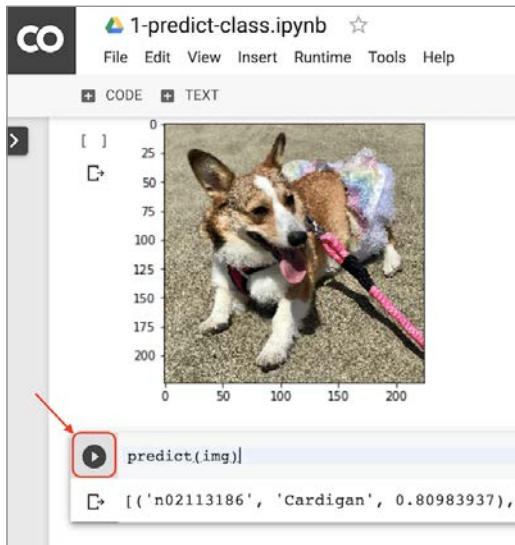 CO
1-predict-class.ipynb
File Edit View Insert Runtime Tools Help
CODE TEXT
[ ]
0
25
50
75
100
125
150
175
200
0 50 100 150 200
predict(img)
[('n02113186', 'Cardigan', 0.80983937),